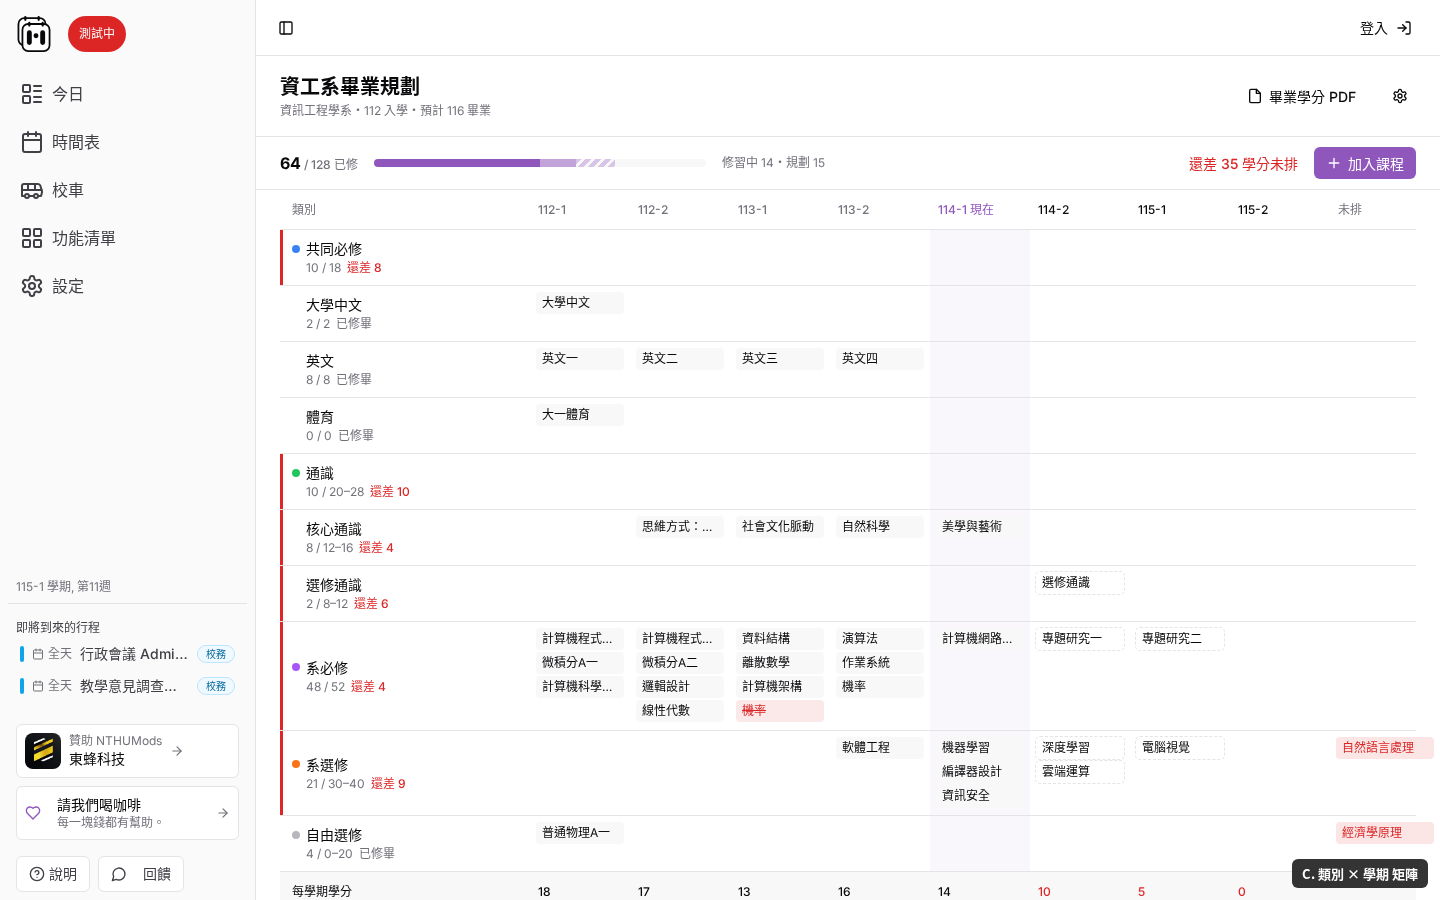 測試中
今日
時間表
校車
功能清單
設定
115-1 學期, 第11週
即將到來的行程
全天 行政會議 Admi... 校務
全天 教學意見調查... 校務
贊助 NTHUMods
東蜂科技
請我們喝咖啡
每一塊錢都有幫助。
說明 回饋
登入
資工系畢業規劃
資訊工程學系・112 入學・預計 116 畢業
畢業學分 PDF
64 / 128 已修 修習中 14・規劃 15 還差 35 學分未排 加入課程
類別 112-1 112-2 113-1 113-2 114-1 現在 114-2 115-1 115-2 未排
共同必修
10 / 18 還差 8
大學中文 大學中文
2 / 2 已修畢
英文 英文一 英文二 英文三 英文四
8 / 8 已修畢
體育 大一體育
0 / 0 已修畢
通識
10 / 20–28 還差 10
核心通識 思維方式：... 社會文化脈動 自然科學 美學與藝術
8 / 12–16 還差 4
選修通識 選修通識
2 / 8–12 還差 6
計算機程式... 計算機程式... 資料結構 演算法 計算機網路... 專題研究一 專題研究二
微積分A一 微積分A二 離散數學 作業系統
系必修
48 / 52 還差 4
計算機科學... 邏輯設計 計算機架構 機率
線性代數 機率
軟體工程 機器學習 深度學習 電腦視覺 自然語言處理
系選修
編譯器設計 雲端運算
21 / 30–40 還差 9
資訊安全
自由選修 普通物理A一 經濟學原理
4 / 0–20 已修畢
每學期學分 18 17 13 16 14 10 5 0
C. 類別 × 學期 矩陣